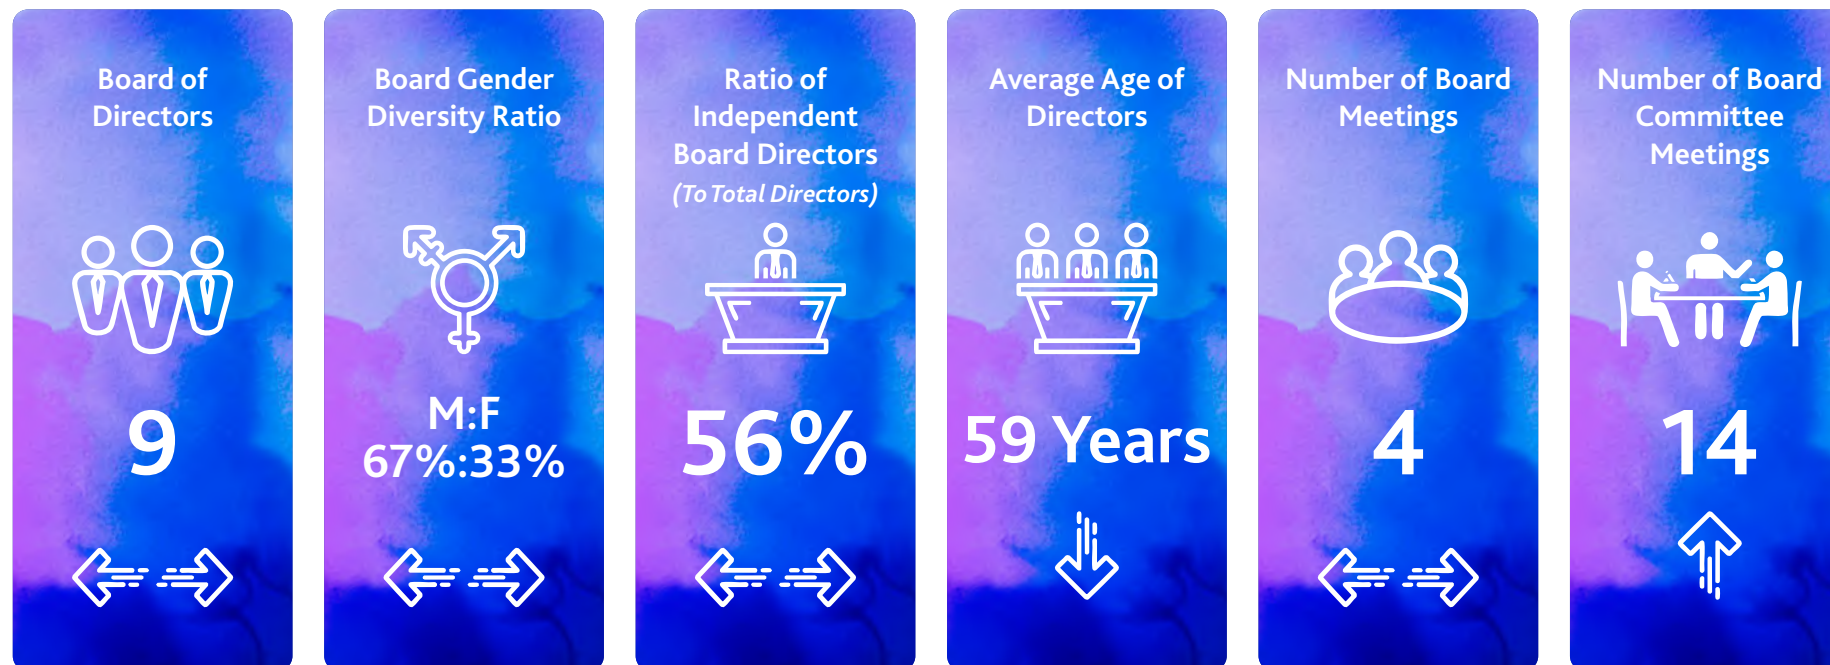 Board of
Directors
9
Board Gender
Diversity Ratio
M:F
67%:33%
Ratio of
Independent
Board Directors
(To Total Directors)
56%
Average Age of
Directors
59 Years
Number of Board
Meetings
4
Number of Board
Committee
Meetings
14